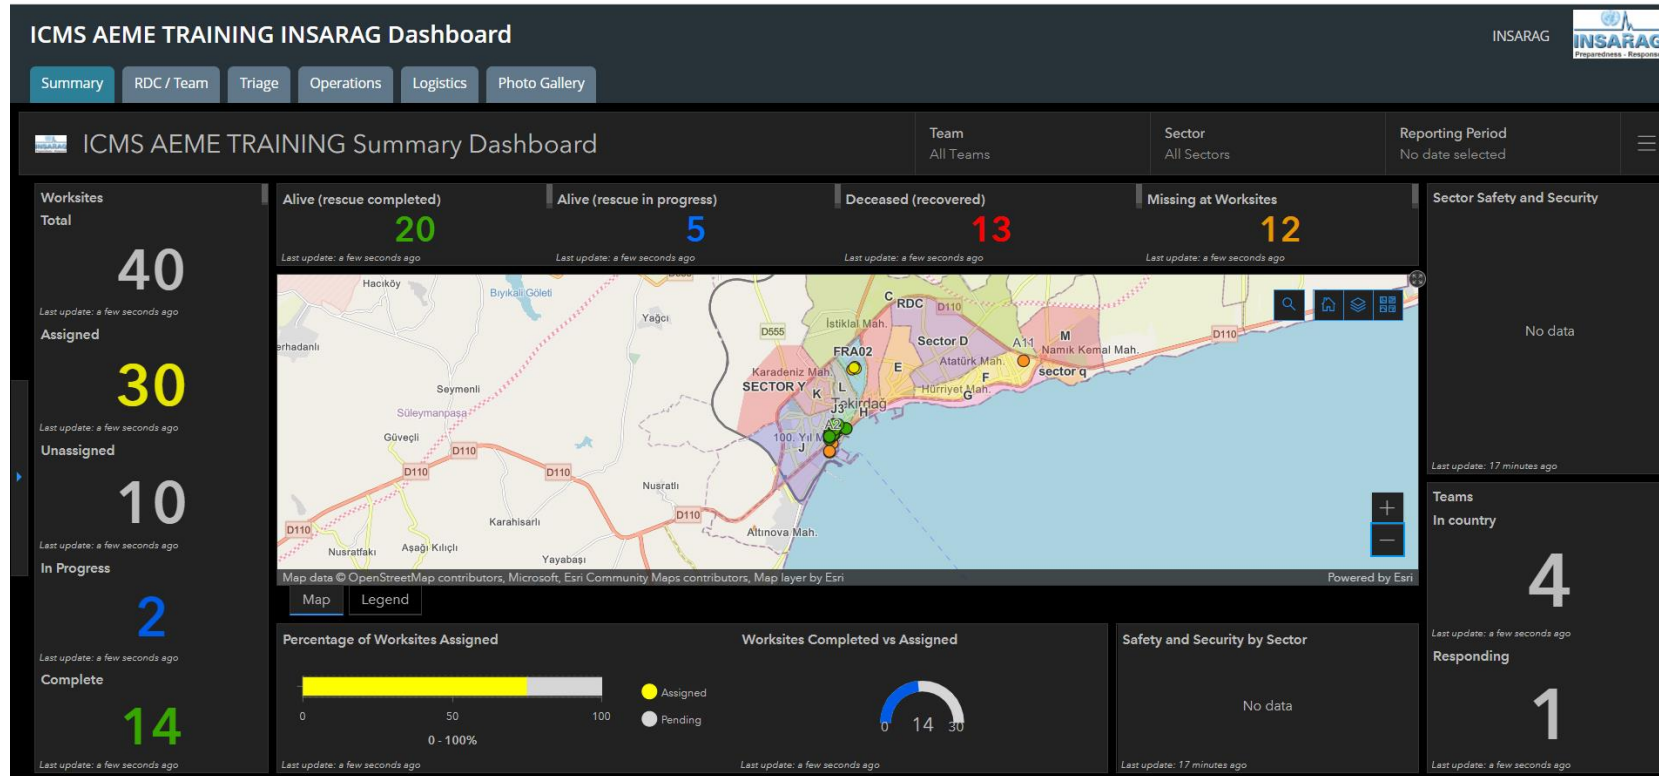 ICMS AEME TRAINING INSARAG Dashboard
INSARAG
INSARAG
Preparedness - Response
Summary
RDC / Team
Triage
Operations
Logistics
Photo Gallery
ICMS AEME TRAINING Summary Dashboard
Team
All Teams
Sector
All Sectors
Reporting Period
No date selected
Worksites
Total
40
Last update: a few seconds ago
Assigned
30
Last update: a few seconds ago
Unassigned
10
Last update: a few seconds ago
In Progress
2
Last update: a few seconds ago
Complete
14
Last update: a few seconds ago
Alive (rescue completed)
20
Last update: a few seconds ago
Alive (rescue in progress)
5
Last update: a few seconds ago
Deceased (recovered)
13
Last update: a few seconds ago
Missing at Worksites
12
Last update: a few seconds ago
Hacıköy
Bıyıkali Göleti
Yağcı
D555
İstiklal Mah.
C
RDC
D110
erhadanlı
FRA02
Sector D
A11
M
Namık Kemal Mah.
D110
Karadeniz Mah.
E
Atatürk Mah.
Seymenli
SECTOR Y
K
L
Hürriyet Mah.
F
G
sector q
Süleymanpaşa
J3
H
Tekirdağ
A2
Güveçli
D110
100. Yıl M
J
D110
D110
Nusratlı
D110
Karahisarlı
D110
Altınova Mah.
Nusratfakı
Aşağı Kılıçlı
Yayabaşı
Map data © OpenStreetMap contributors, Microsoft, Esri Community Maps contributors, Map layer by Esri
Powered by Esri
Map
Legend
Percentage of Worksites Assigned
0
50
100
0 - 100%
Assigned
Pending
Last update: a few seconds ago
Worksites Completed vs Assigned
0
14
30
Last update: a few seconds ago
Safety and Security by Sector
No data
Last update: 17 minutes ago
Sector Safety and Security
No data
Last update: 17 minutes ago
Teams
In country
4
Last update: a few seconds ago
Responding
1
Last update: a few seconds ago